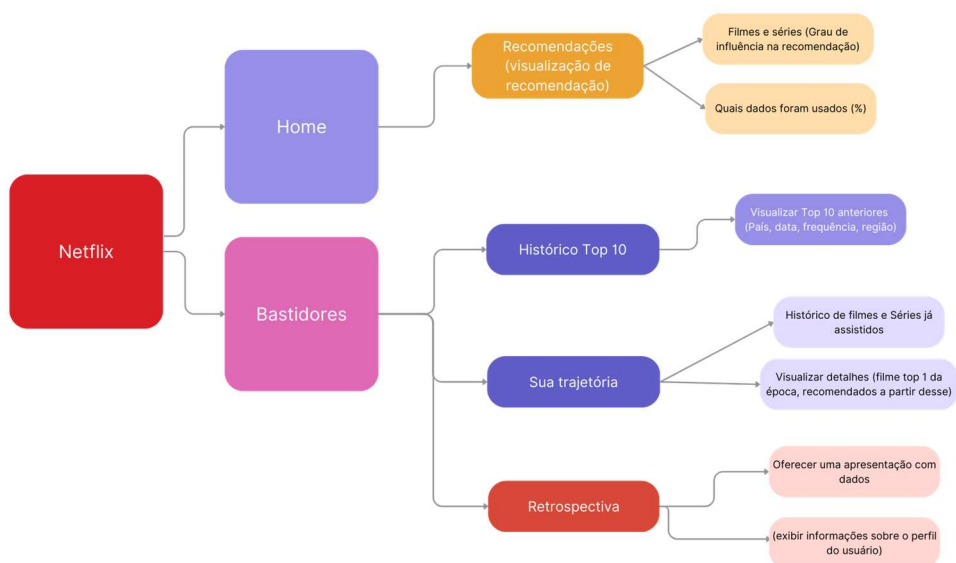 Netflix
Home
Recomendações
(visualização de
recomendação)
Filmes e séries (Grau de
influência na recomendação)
Quais dados foram usados (%)
Bastidores
Histórico Top 10
Visualizar Top 10 anteriores
(País, data, frequência, região)
Sua trajetória
Histórico de filmes e Séries já
assistidos
Visualizar detalhes (filme top 1 da
época, recomendados a partir desse)
Retrospectiva
Oferecer uma apresentação com
dados
(exibir informações sobre o perfil
do usuário)